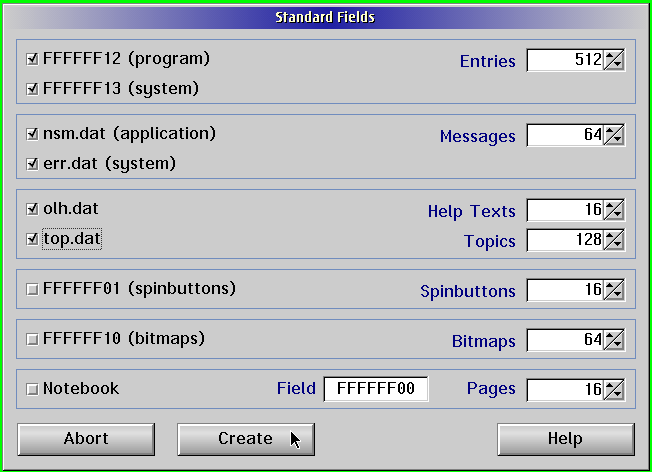 Standard Fields
FFFFFF12 (program) Entries 512
FFFFFF13 (system)
nsm.dat (application) Messages 64
err.dat (system)
olh.dat Help Texts 16
top.dat Topics 128
FFFFFF01 (spinbuttons) Spinbuttons 16
FFFFFF10 (bitmaps) Bitmaps 64
Notebook Field FFFFFF00 Pages 16
Abort Create Help